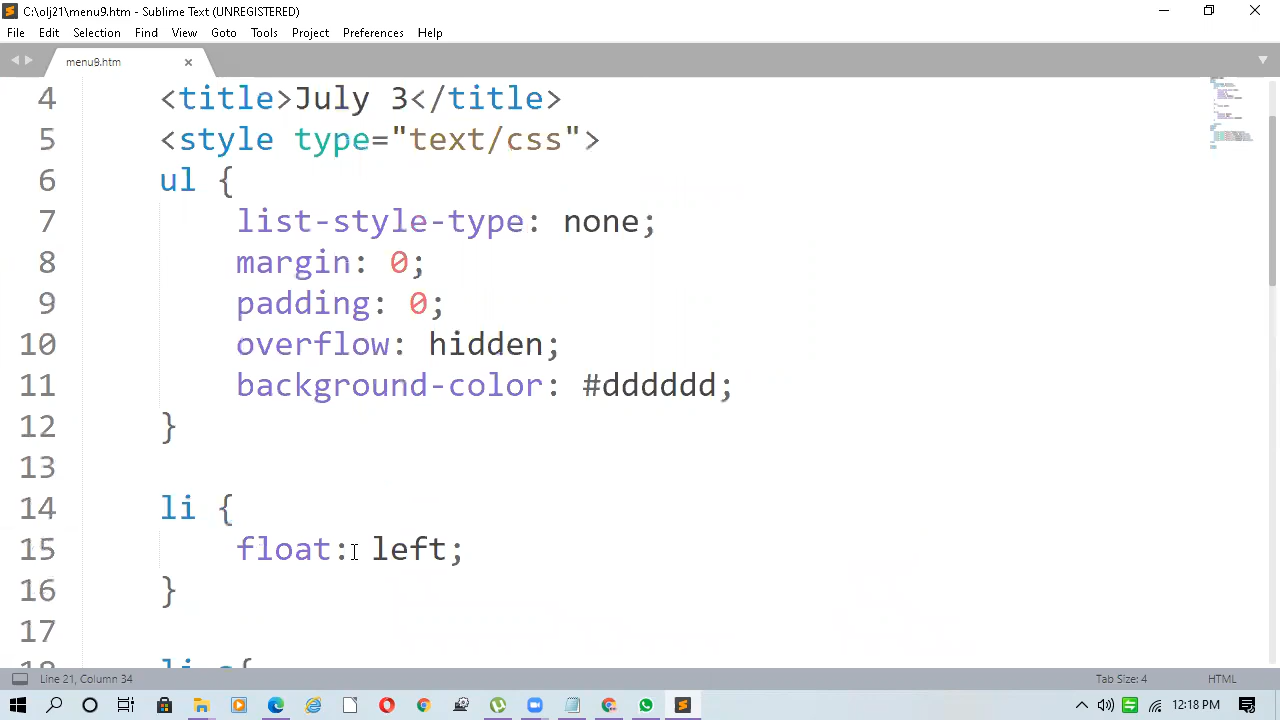 C:\olj21\menu9.htm - Sublime Text (UNREGISTERED)
File Edit Selection Find View Goto Tools Project Preferences Help
menu9.htm
4 <title>July 3</title>
5 <style type="text/css">
6 ul {
7 list-style-type: none;
8 margin: 0;
9 padding: 0;
10 overflow: hidden;
11 background-color: #dddddd;
12 }
13
14 li {
15 float: left;
16 }
17
Line 21, Column 34 Tab Size: 4 HTML
12:18 PM